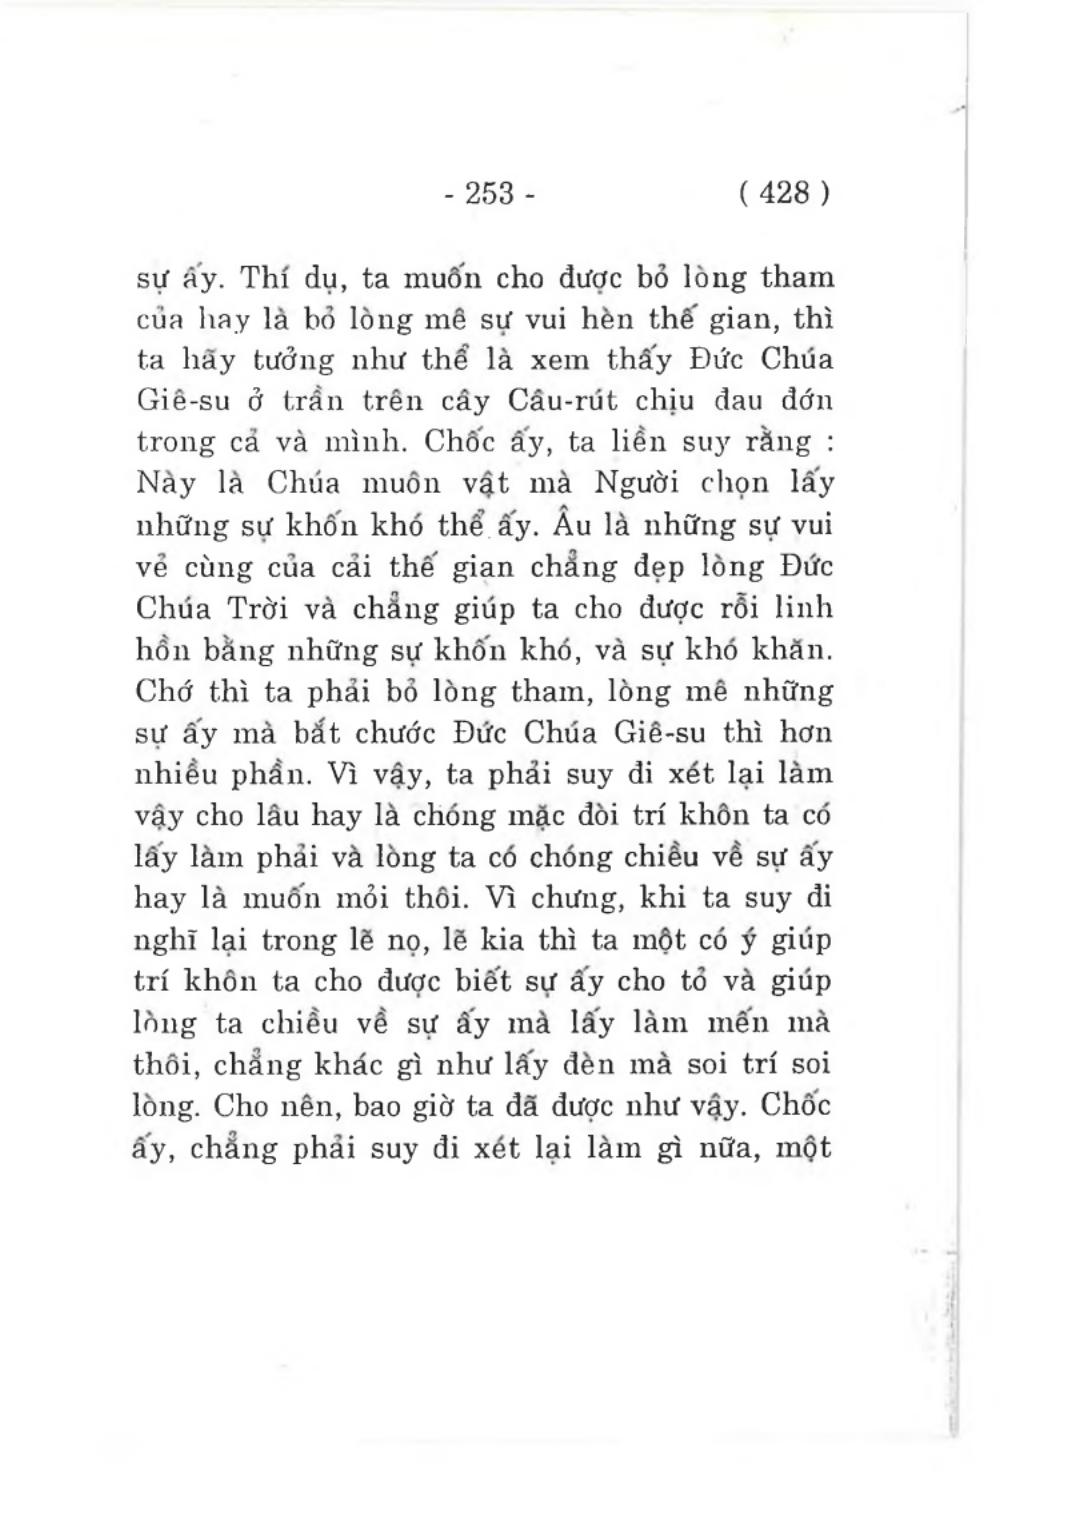 - 253 - ( 428 )
sự ấy. Thí dụ, ta muốn cho được bỏ lòng tham
của hay là bỏ lòng mê sự vui hèn thế gian, thì
ta hãy tưởng như thể là xem thấy Đức Chúa
Giê-su ở trần trên cây Câu-rút chịu đau đớn
trong cả và mình. Chốc ấy, ta liền suy rằng :
Này là Chúa muôn vật mà Người chọn lấy
những sự khốn khó thể ấy. Âu là những sự vui
vẻ cùng của cải thế gian chẳng đẹp lòng Đức
Chúa Trời và chẳng giúp ta cho được rỗi linh
hồn bằng những sự khốn khó, và sự khó khăn.
Chớ thì ta phải bỏ lòng tham, lòng mê những
sự ấy mà bắt chước Đức Chúa Giê-su thì hơn
nhiều phần. Vì vậy, ta phải suy đi xét lại làm
vậy cho lâu hay là chóng mặc đòi trí khôn ta có
lấy làm phải và lòng ta có chóng chiều về sự ấy
hay là muốn mỏi thôi. Vì chưng, khi ta suy đi
nghĩ lại trong lẽ nọ, lẽ kia thì ta một có ý giúp
trí khôn ta cho được biết sự ấy cho tỏ và giúp
lòng ta chiều về sự ấy mà lấy làm mến mà
thôi, chẳng khác gì như lấy đèn mà soi trí soi
lòng. Cho nên, bao giờ ta đã được như vậy. Chốc
ấy, chẳng phải suy đi xét lại làm gì nữa, một